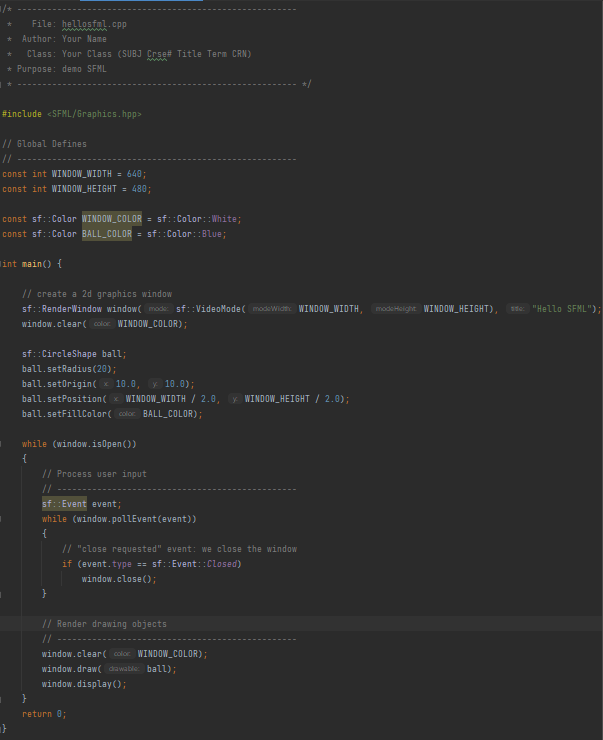 /* --------------------------------------------------------
 *    File: hellosfml.cpp
 *  Author: Your Name
 *   Class: Your Class (SUBJ Crse# Title Term CRN)
 * Purpose: demo SFML
 * -------------------------------------------------------- */
#include <SFML/Graphics.hpp>
// Global Defines
// --------------------------------------------------------
const int WINDOW_WIDTH = 640;
const int WINDOW_HEIGHT = 480;
const sf::Color WINDOW_COLOR = sf::Color::White;
const sf::Color BALL_COLOR = sf::Color::Blue;
int main() {
    // create a 2d graphics window
    sf::RenderWindow window( mode: sf::VideoMode( modeWidth: WINDOW_WIDTH, modeHeight: WINDOW_HEIGHT), title: "Hello SFML");
    window.clear( color: WINDOW_COLOR);
    sf::CircleShape ball;
    ball.setRadius(20);
    ball.setOrigin( x: 10.0, y: 10.0);
    ball.setPosition( x: WINDOW_WIDTH / 2.0, y: WINDOW_HEIGHT / 2.0);
    ball.setFillColor( color: BALL_COLOR);
    while (window.isOpen())
    {
        // Process user input
        // ------------------------------------------------
        sf::Event event;
        while (window.pollEvent(event))
        {
            // "close requested" event: we close the window
            if (event.type == sf::Event::Closed)
                window.close();
        }
        // Render drawing objects
        // ------------------------------------------------
        window.clear( color: WINDOW_COLOR);
        window.draw( drawable: ball);
        window.display();
    }
    return 0;
}